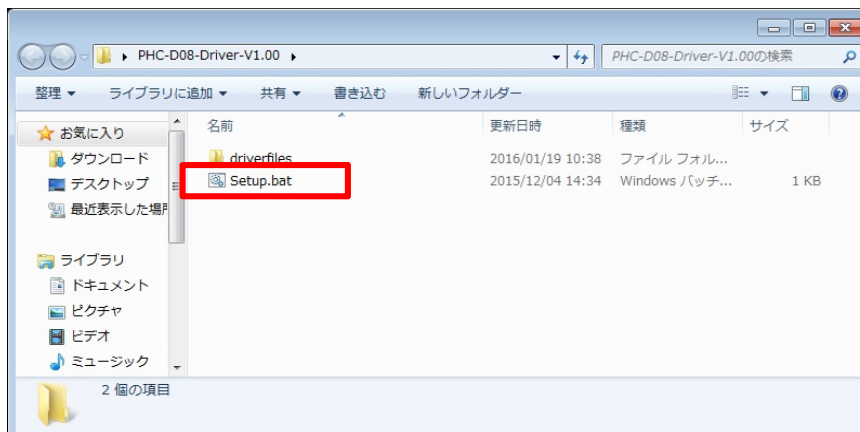 PHC-D08-Driver-V1.00
PHC-D08-Driver-V1.00の検索
整理 ライブラリに追加 共有 書き込む 新しいフォルダー
お気に入り
ダウンロード
デスクトップ
最近表示した場所
ライブラリ
ドキュメント
ピクチャ
ビデオ
ミュージック
名前 更新日時 種類 サイズ
driverfiles 2016/01/19 10:38 ファイル フォル...
Setup.bat 2015/12/04 14:34 Windows バッチ... 1 KB
2 個の項目